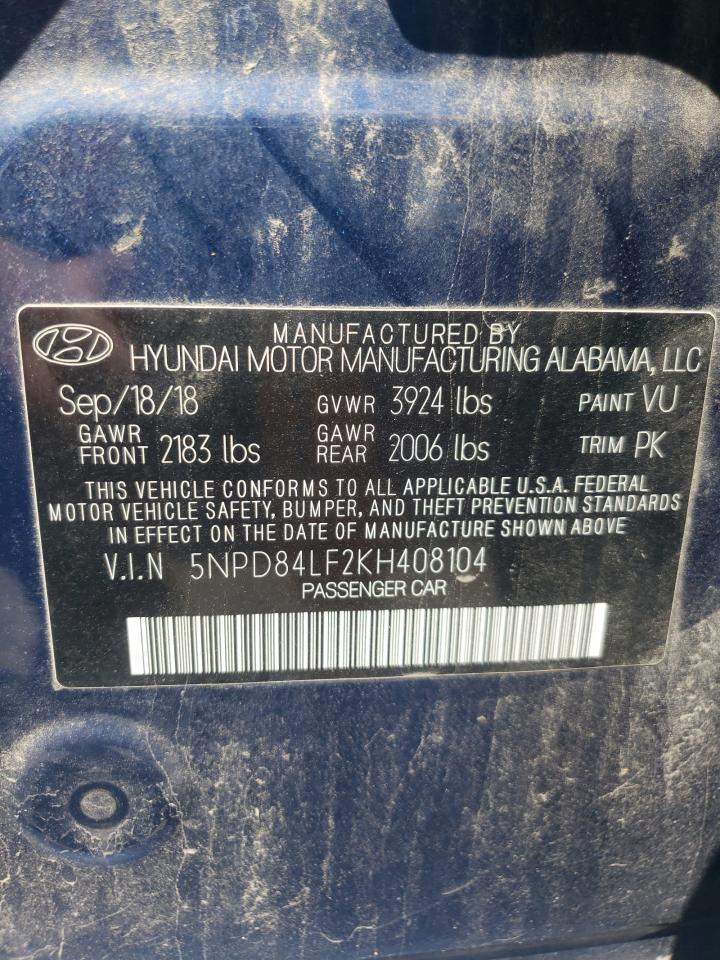 MANUFACTURED BY
HYUNDAI MOTOR MANUFACTURING ALABAMA, LLC
Sep/18/18 GVWR 3924 lbs PAINT VU
GAWR FRONT 2183 lbs GAWR REAR 2006 lbs TRIM PK
THIS VEHICLE CONFORMS TO ALL APPLICABLE U.S.A. FEDERAL
MOTOR VEHICLE SAFETY, BUMPER, AND THEFT PREVENTION STANDARDS
IN EFFECT ON THE DATE OF MANUFACTURE SHOWN ABOVE
V.I.N 5NPD84LF2KH408104
PASSENGER CAR